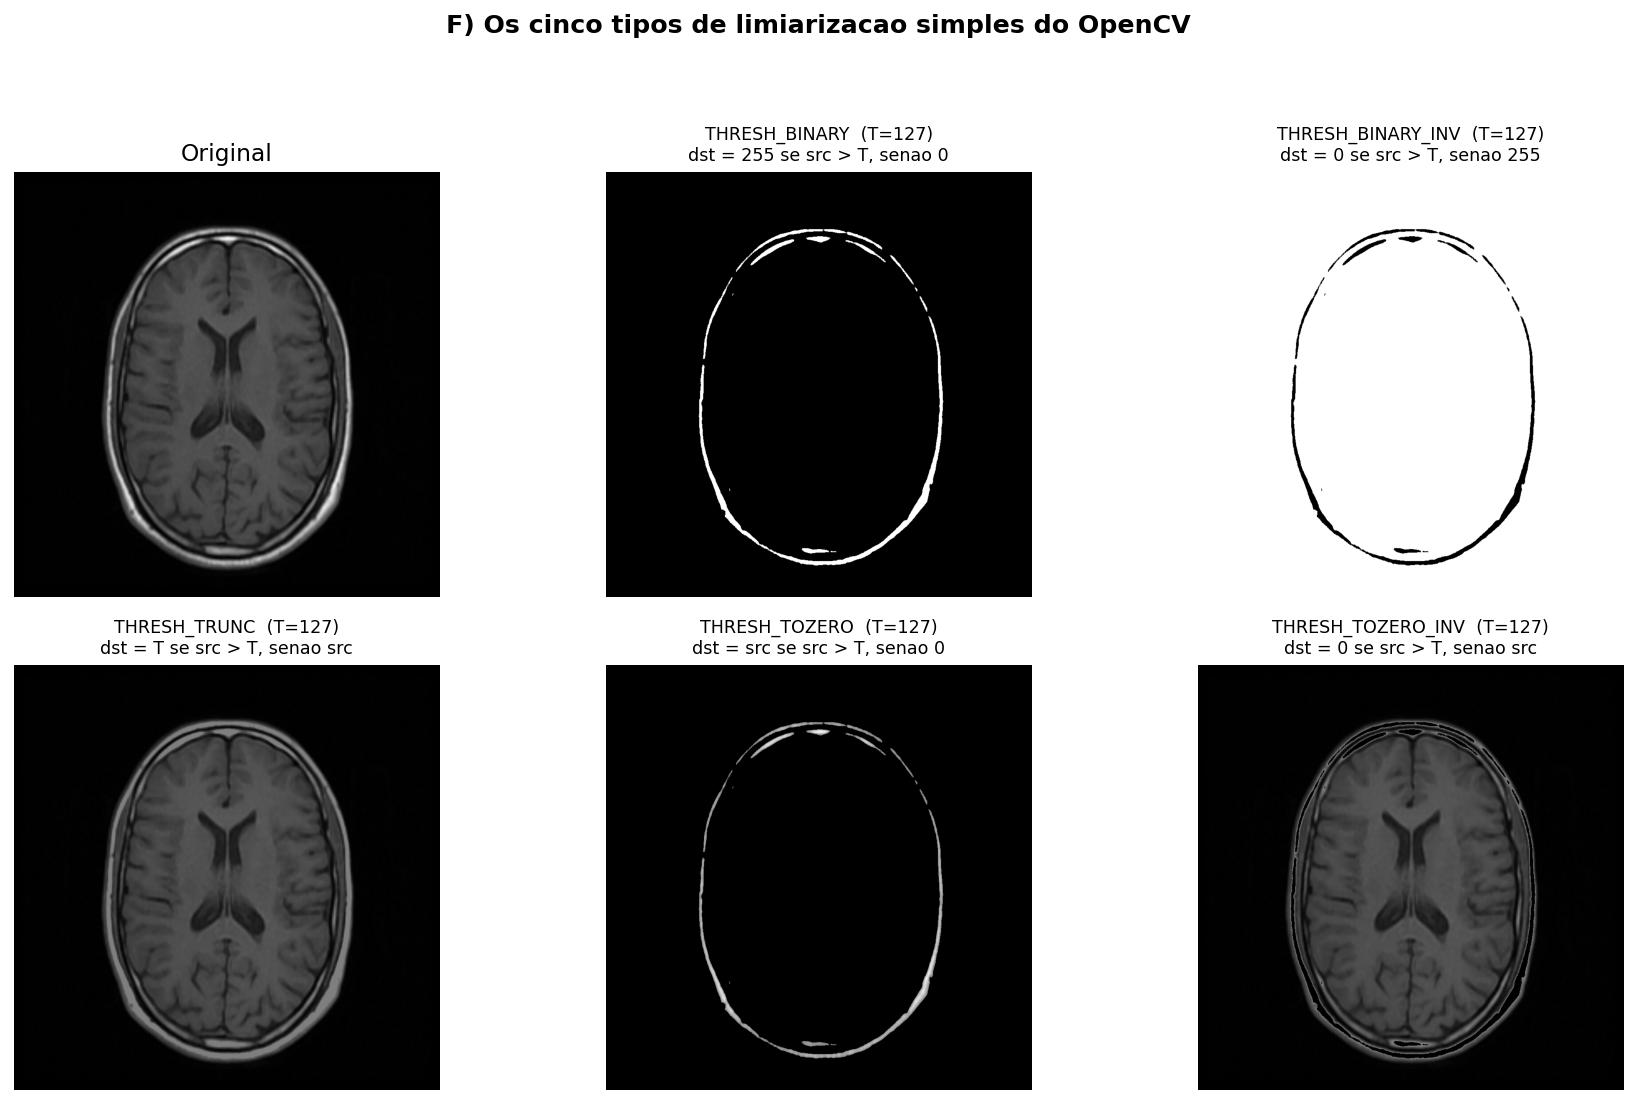 F) Os cinco tipos de limiarizacao simples do OpenCV
Original
THRESH_BINARY (T=127)
dst = 255 se src > T, senao 0
THRESH_BINARY_INV (T=127)
dst = 0 se src > T, senao 255
THRESH_TRUNC (T=127)
dst = T se src > T, senao src
THRESH_TOZERO (T=127)
dst = src se src > T, senao 0
THRESH_TOZERO_INV (T=127)
dst = 0 se src > T, senao src